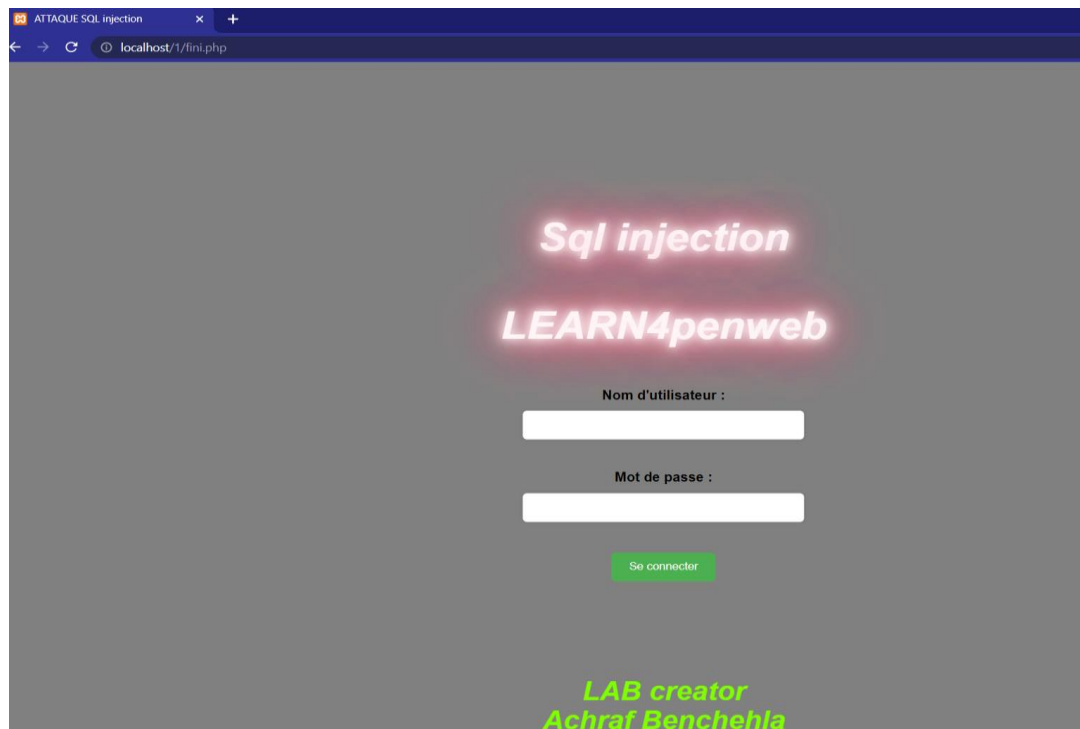 ATTAQUE SQL injection
localhost/1/fini.php
Sql injection
LEARN4penweb
Nom d'utilisateur :
Mot de passe :
Se connecter
LAB creator
Achraf Benchehla